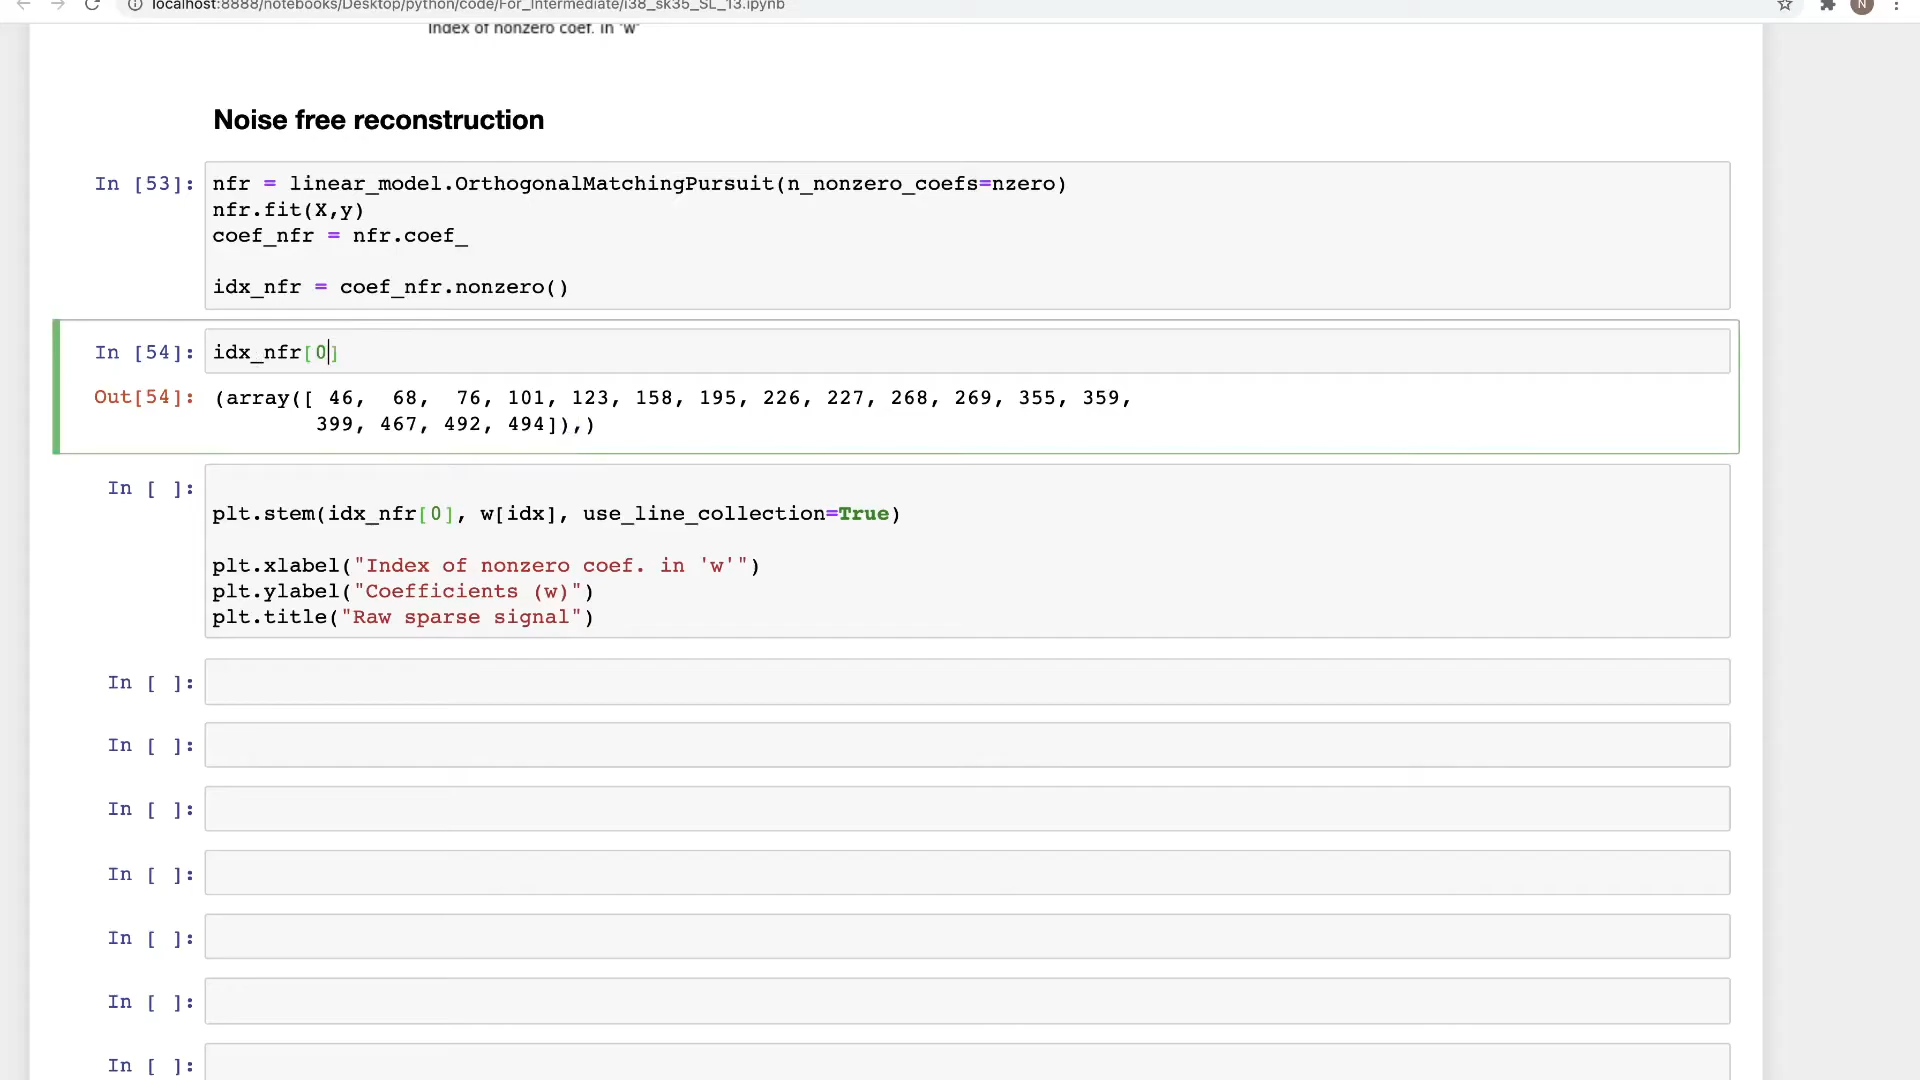 localhost:8888/notebooks/Desktop/python/code/For_Intermediate/i38_sk35_SL_13.ipynb
N
Index of nonzero coef. in 'w'
Noise free reconstruction
In [53]: nfr = linear_model.OrthogonalMatchingPursuit(n_nonzero_coefs=nzero)
nfr.fit(X,y)
coef_nfr = nfr.coef_
idx_nfr = coef_nfr.nonzero()
In [54]: idx_nfr[0]
Out[54]: (array([ 46,  68,  76, 101, 123, 158, 195, 226, 227, 268, 269, 355, 359,
399, 467, 492, 494]),)
In [ ]:
plt.stem(idx_nfr[0], w[idx], use_line_collection=True)
plt.xlabel("Index of nonzero coef. in 'w'")
plt.ylabel("Coefficients (w)")
plt.title("Raw sparse signal")
In [ ]:
In [ ]:
In [ ]:
In [ ]:
In [ ]:
In [ ]:
In [ ]: